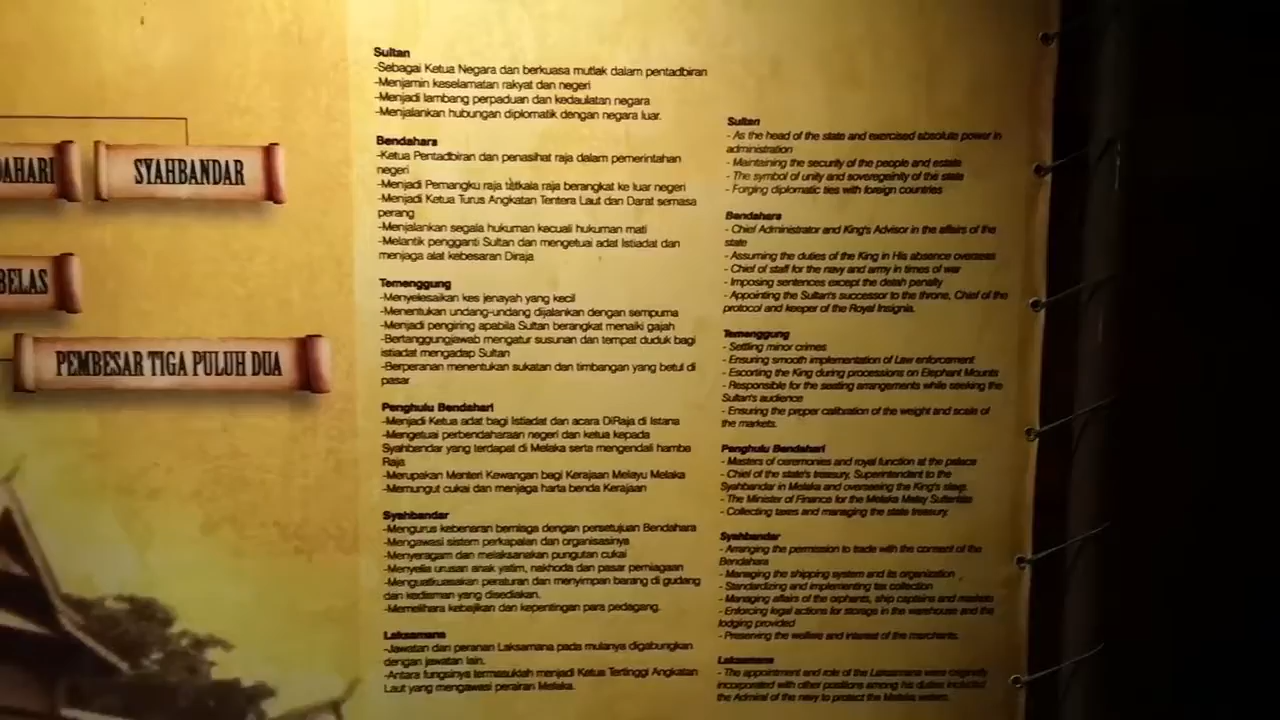 DAHARI
SYAHBANDAR
BELAS
PEMBESAR TIGA PULUH DUA
Sultan
-Sebagai Ketua Negara dan berkuasa mutlak dalam pentadbiran
-Menjamin keselamatan rakyat dan negeri
-Menjadi lambang perpaduan dan kedaulatan negara
-Menjalankan hubungan diplomatik dengan negara luar.
Bendahara
-Ketua Pentadbiran dan penasihat raja dalam pemerintahan
negeri
-Menjadi Pemangku raja tatkala raja berangkat ke luar negeri
-Menjadi Ketua Turus Angkatan Tentera Laut dan Darat semasa
perang
-Menjalankan segala hukuman kecuali hukuman mati
-Melantik pengganti Sultan dan mengetuai adat Istiadat dan
menjaga alat kebesaran Diraja
Temenggung
-Menyelesaikan kes jenayah yang kecil
-Menentukan undang-undang dijalankan dengan sempurna
-Menjadi pengiring apabila Sultan berangkat menaiki gajah
-Bertanggungjawab mengatur susunan dan tempat duduk bagi
istiadat mengadap Sultan
-Berperanan menentukan sukatan dan timbangan yang betul di
pasar
Penghulu Bendahari
-Menjadi Ketua adat bagi Istiadat dan acara DiRaja di Istana
-Mengetuai perbendaharaan negeri dan ketua kepada
Syahbandar yang terdapat di Melaka serta mengendali hamba
Raja
-Merupakan Menteri Kewangan bagi Kerajaan Melayu Melaka
-Memungut cukai dan menjaga harta benda Kerajaan
Syahbandar
-Mengurus kebenaran berniaga dengan persetujuan Bendahara
-Mengawasi sistem perkapalan dan organisasinya
-Menyeragam dan melaksanakan pungutan cukai
-Menyelia urusan anak yatim, nakhoda dan pasar perniagaan
-Menguatkuasakan peraturan dan menyimpan barang di gudang
dan kediaman yang disediakan.
-Memelihara kebajikan dan kepentingan para pedagang.
Laksamana
-Jawatan dan peranan Laksamana pada mulanya digabungkan
dengan jawatan lain.
-Antara fungsinya termasuklah menjadi Ketua Tertinggi Angkatan
Laut yang mengawasi perairan Melaka.
Sultan
- As the head of the state and exercised absolute power in
administration
- Maintaining the security of the people and estate
- The symbol of unity and sovereginity of the state
- Forging diplomatic ties with foreign countries
Bendahara
- Chief Administrator and King's Advisor in the affairs of the
state
- Assuming the duties of the King in His absence overseas
- Chief of staff for the navy and army in times of war
- Imposing sentences except the detah penalty
- Appointing the Sultan's successor to the throne, Chief of the
protocol and keeper of the Royal Insignia.
Temenggung
- Settling minor crimes
- Ensuring smooth implementation of Law enforcement
- Escorting the King during processions on Elephant Mounts
- Responsible for the seating arrangements while seeking the
Sultan's audience
- Ensuring the proper calibration of the weight and scale of
the markets.
Penghulu Bendahari
- Masters of ceremonies and royal function at the palace
- Chief of the state's treasury, Superintendent to the
Syahbandar in Melaka and overseeing the King's slaves.
- The Minister of Finance for the Melaka Malay Sultanate
- Collecting taxes and managing the state treasury.
Syahbandar
- Arranging the permission to trade with the consent of the
Bendahara
- Managing the shipping system and its organization
- Standardizing and implementing tax collection
- Managing affairs of the orphants, ship captains and markets
- Enforcing legal actions for storage in the warehouse and the
lodging provided
- Preserving the welfare and interest of the merchants.
Laksamana
- The appointment and role of the Laksamana were originally
incorporated with other positions among his duties included
the Admiral of the navy to protect the Melaka waters.